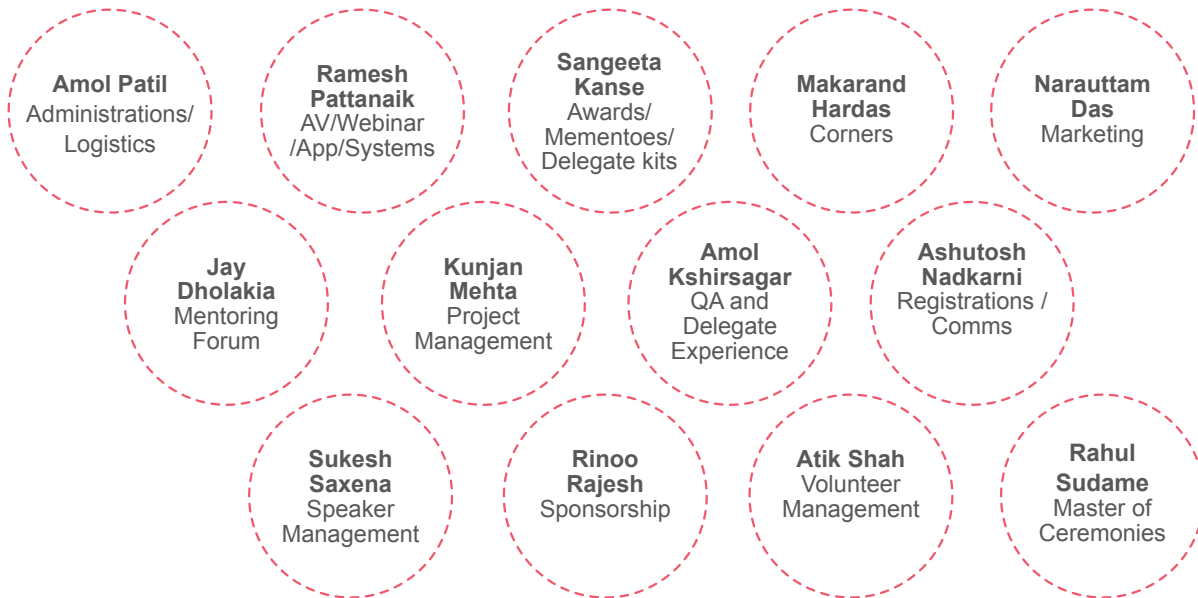 Amol Patil
Administrations/
Logistics
Ramesh
Pattanaik
AV/Webinar
/App/Systems
Sangeeta
Kanse
Awards/
Mementoes/
Delegate kits
Makarand
Hardas
Corners
Narauttam
Das
Marketing
Jay
Dholakia
Mentoring
Forum
Kunjan
Mehta
Project
Management
Amol
Kshirsagar
QA and
Delegate
Experience
Ashutosh
Nadkarni
Registrations /
Comms
Sukesh
Saxena
Speaker
Management
Rinoo
Rajesh
Sponsorship
Atik Shah
Volunteer
Management
Rahul
Sudame
Master of
Ceremonies